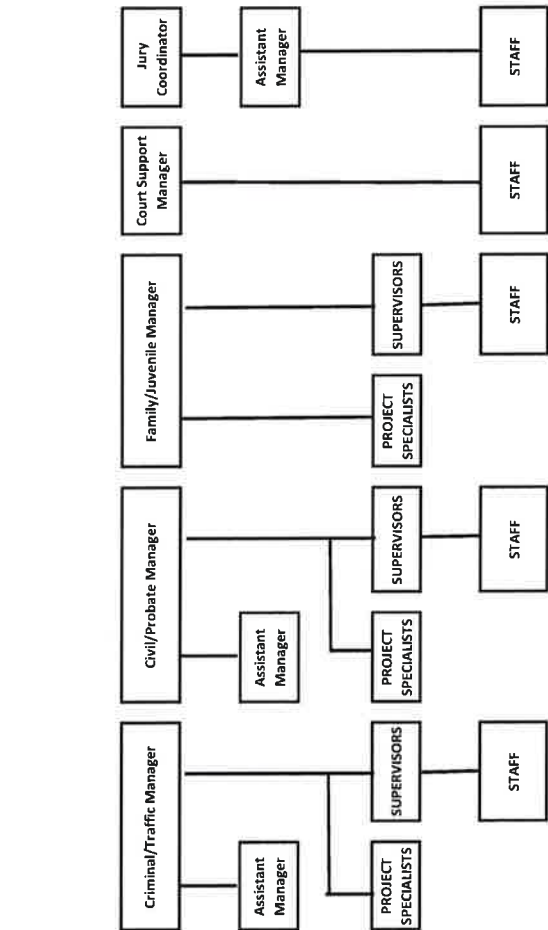 Criminal/Traffic Manager
Civil/Probate Manager
Family/Juvenile Manager
Court Support
Manager
Jury
Coordinator
Assistant
Manager
Assistant
Manager
Assistant
Manager
PROJECT
SPECIALISTS
SUPERVISORS
PROJECT
SPECIALISTS
SUPERVISORS
PROJECT
SPECIALISTS
SUPERVISORS
STAFF
STAFF
STAFF
STAFF
STAFF